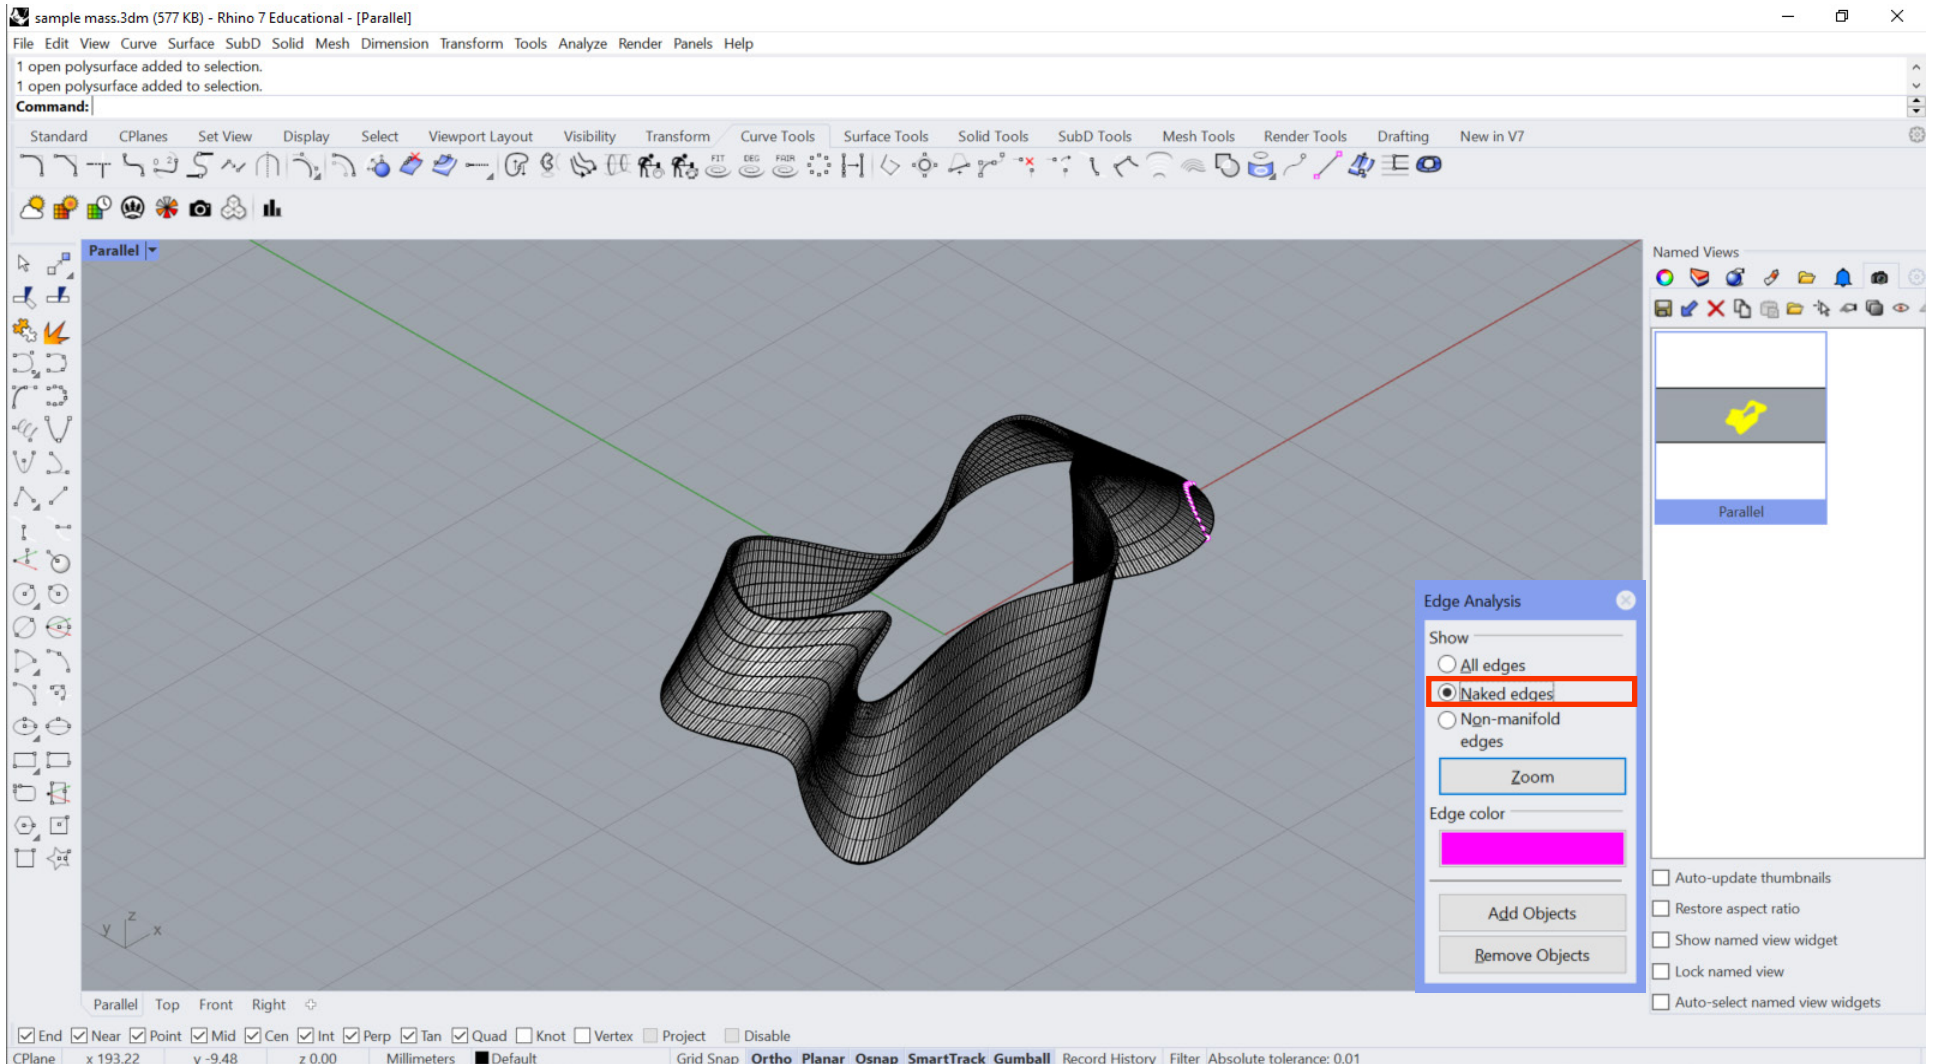 sample mass.3dm (577 KB) - Rhino 7 Educational - [Parallel]
File Edit View Curve Surface SubD Solid Mesh Dimension Transform Tools Analyze Render Panels Help
1 open polysurface added to selection.
1 open polysurface added to selection.
Command:
Standard CPlanes Set View Display Select Viewport Layout Visibility Transform Curve Tools Surface Tools Solid Tools SubD Tools Mesh Tools Render Tools Drafting New in V7
FIT DEG FAIR
Parallel
Named Views
Parallel
Edge Analysis
Show
All edges
Naked edges
Non-manifold
edges
Zoom
Edge color
Add Objects
Remove Objects
Auto-update thumbnails
Restore aspect ratio
Show named view widget
Lock named view
Auto-select named view widgets
z
y x
Parallel Top Front Right
End Near Point Mid Cen Int Perp Tan Quad Knot Vertex Project Disable
CPlane x 193.22 y -9.48 z 0.00 Millimeters Default Grid Snap Ortho Planar Osnap SmartTrack Gumball Record History Filter Absolute tolerance: 0.01